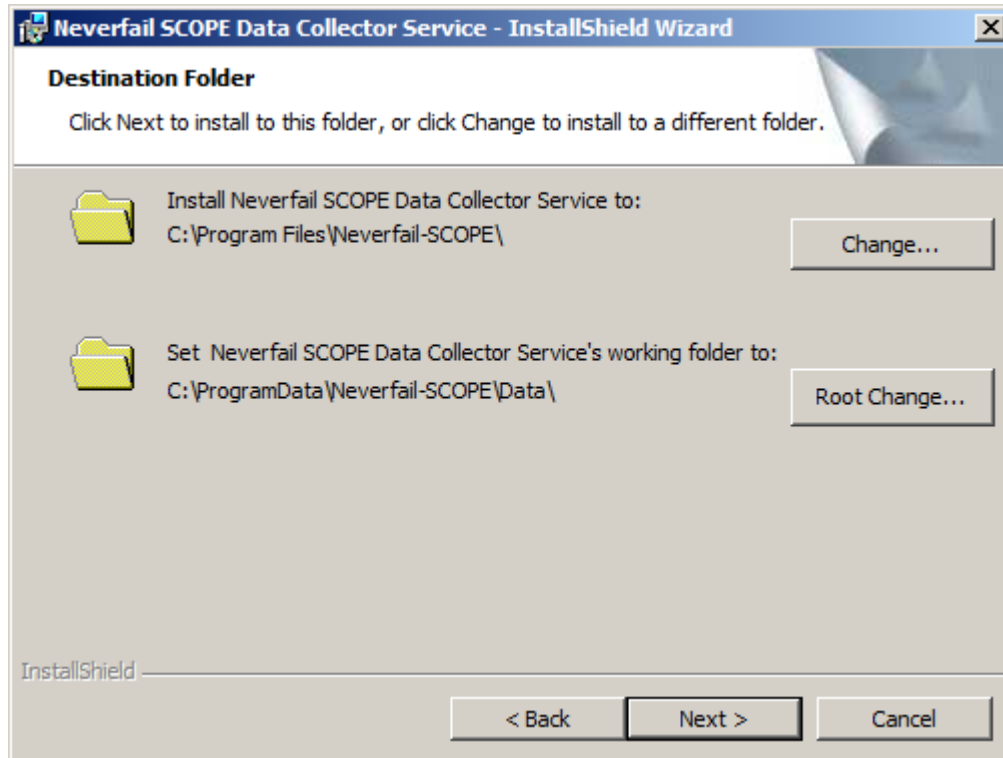 Neverfail SCOPE Data Collector Service - InstallShield Wizard
Destination Folder
Click Next to install to this folder, or click Change to install to a different folder.
Install Neverfail SCOPE Data Collector Service to:
C:\Program Files\Neverfail-SCOPE\
Change...
Set Neverfail SCOPE Data Collector Service's working folder to:
C:\ProgramData\Neverfail-SCOPE\Data\
Root Change...
InstallShield
< Back Next > Cancel